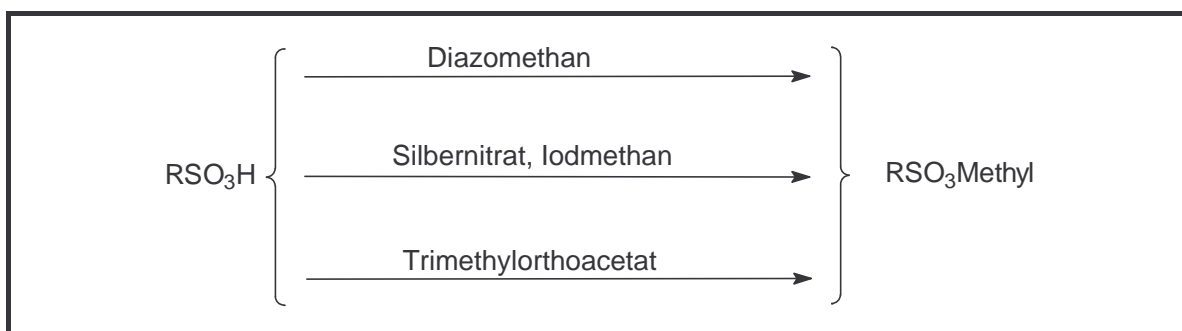 Diazomethan
Silbernitrat, Iodmethan
RSO₃H
RSO₃Methyl
Trimethylorthoacetat